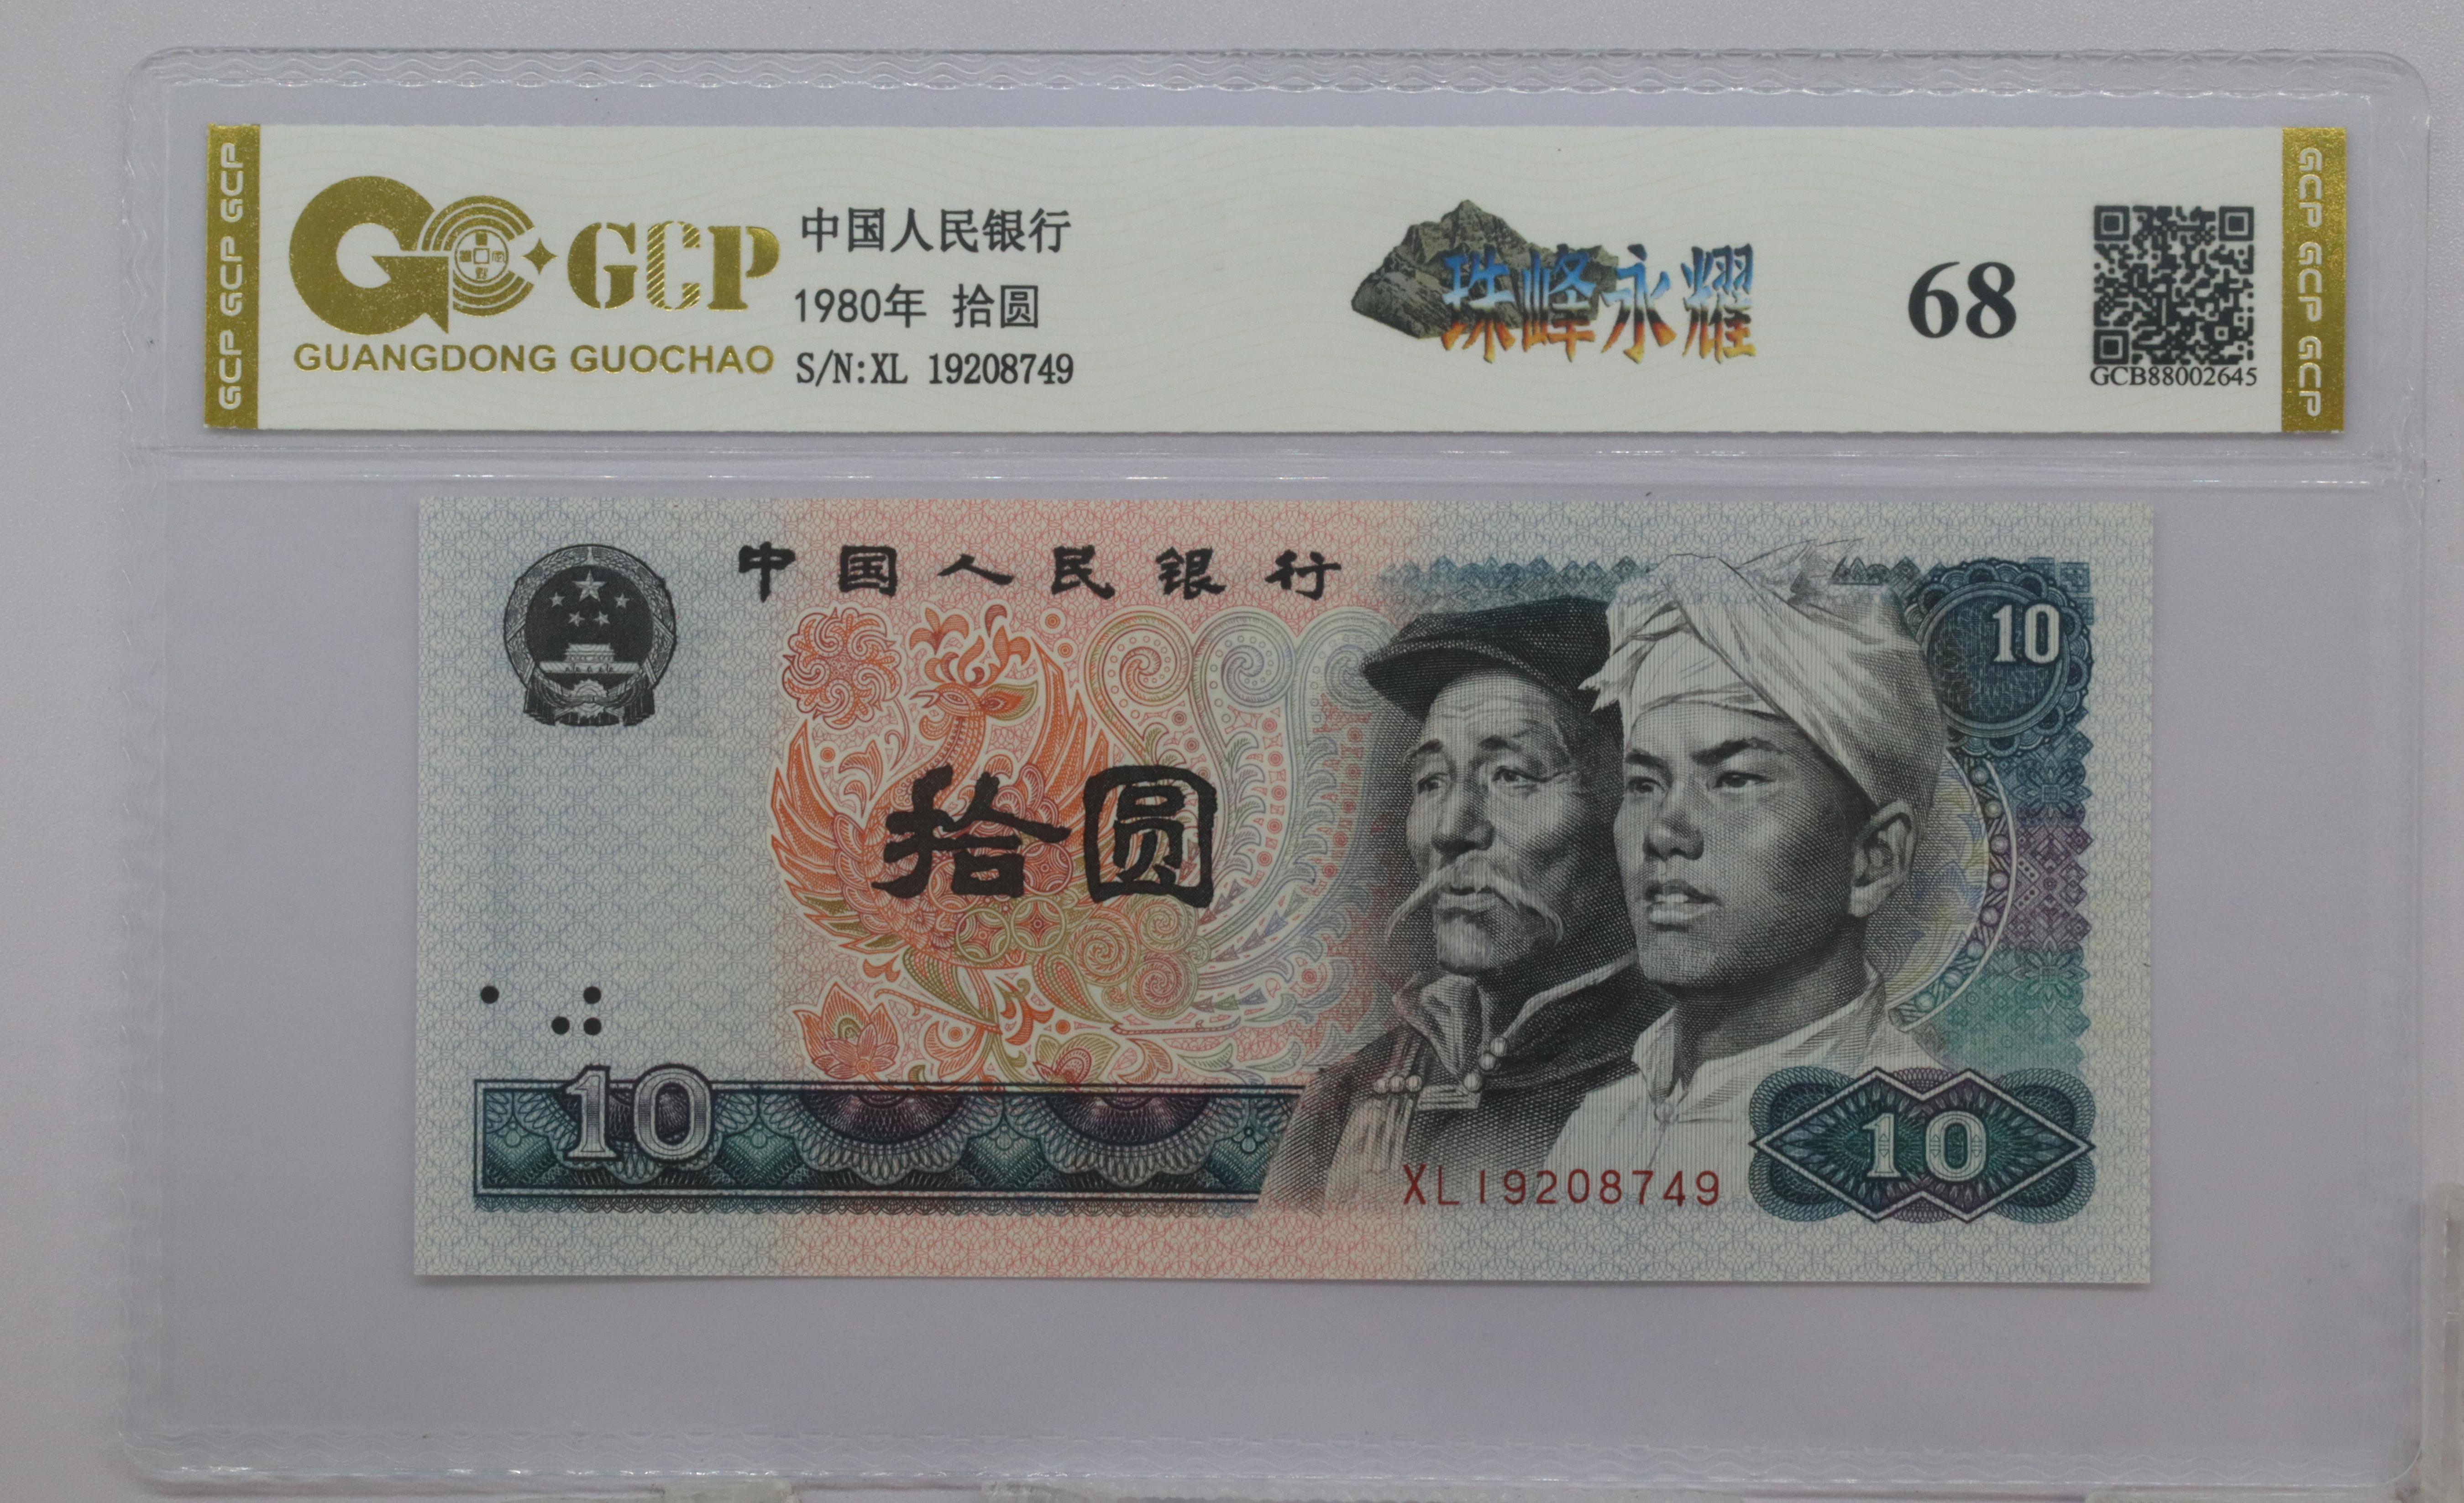 GCP GCP GCP
GCP
GUANGDONG GUOCHAO
中国人民银行
1980年 拾圆
S/N:XL 19208749
珠峰永耀
68
GCB88002645
GCP GCP GCP
中国人民银行
10
拾圆
10
XL19208749
10